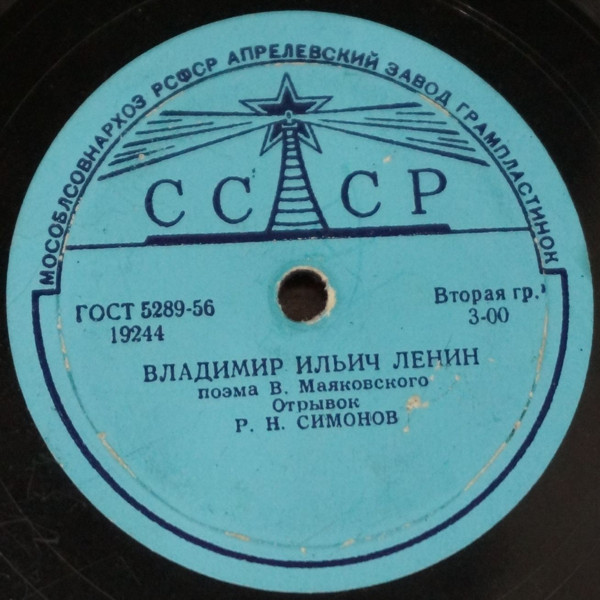 МОСОБЛСОВНАРХОЗ РСФСР АПРЕЛЕВСКИЙ ЗАВОД ГРАМПЛАСТИНОК
СССР
ГОСТ 5289-56
19244
Вторая гр.
3-00
ВЛАДИМИР ИЛЬИЧ ЛЕНИН
поэма В. Маяковского
Отрывок
Р. Н. СИМОНОВ